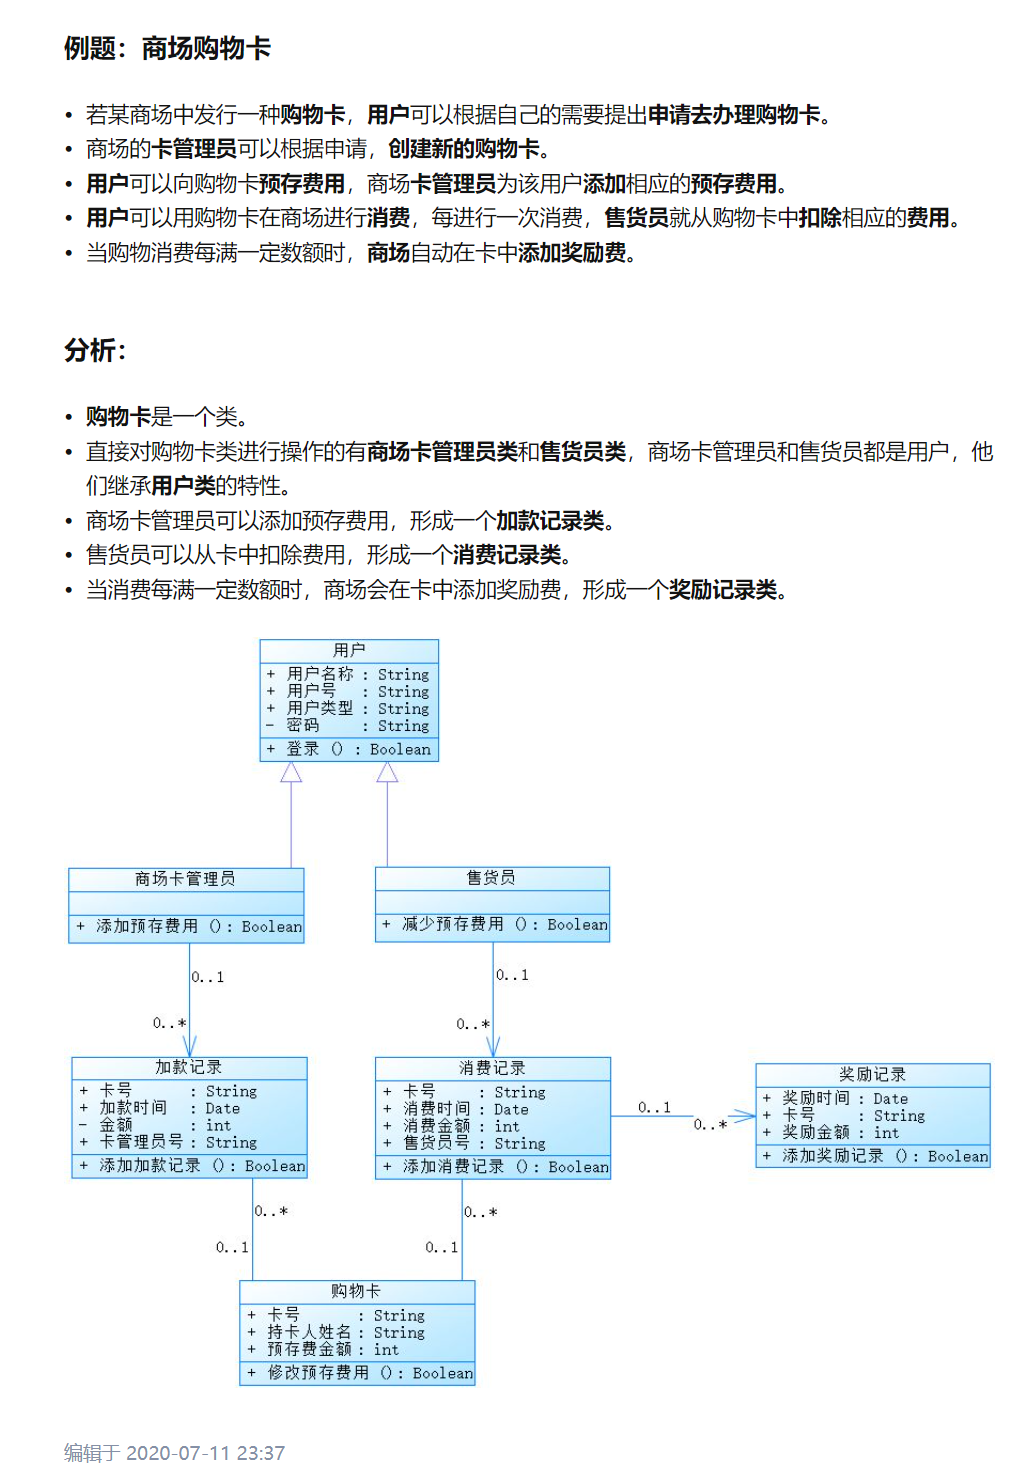 例题：商场购物卡
• 若某商场中发行一种购物卡，用户可以根据自己的需要提出申请去办理购物卡。
• 商场的卡管理员可以根据申请，创建新的购物卡。
• 用户可以向购物卡预存费用，商场卡管理员为该用户添加相应的预存费用。
• 用户可以用购物卡在商场进行消费，每进行一次消费，售货员就从购物卡中扣除相应的费用。
• 当购物消费每满一定数额时，商场自动在卡中添加奖励费。
分析：
• 购物卡是一个类。
• 直接对购物卡类进行操作的有商场卡管理员类和售货员类，商场卡管理员和售货员都是用户，他
们继承用户类的特性。
• 商场卡管理员可以添加预存费用，形成一个加款记录类。
• 售货员可以从卡中扣除费用，形成一个消费记录类。
• 当消费每满一定数额时，商场会在卡中添加奖励费，形成一个奖励记录类。
用户
+ 用户名称 : String
+ 用户号 : String
+ 用户类型 : String
- 密码 : String
+ 登录 () : Boolean
商场卡管理员
+ 添加预存费用 () : Boolean
售货员
+ 减少预存费用 () : Boolean
0..1
0..*
0..1
0..*
加款记录
+ 卡号 : String
+ 加款时间 : Date
- 金额 : int
+ 卡管理员号 : String
+ 添加加款记录 () : Boolean
消费记录
+ 卡号 : String
+ 消费时间 : Date
+ 消费金额 : int
+ 售货员号 : String
+ 添加消费记录 () : Boolean
0..1
0..*
奖励记录
+ 奖励时间 : Date
+ 卡号 : String
+ 奖励金额 : int
+ 添加奖励记录 () : Boolean
0..*
0..1
0..*
0..1
购物卡
+ 卡号 : String
+ 持卡人姓名 : String
+ 预存费金额 : int
+ 修改预存费用 () : Boolean
编辑于 2020-07-11 23:37